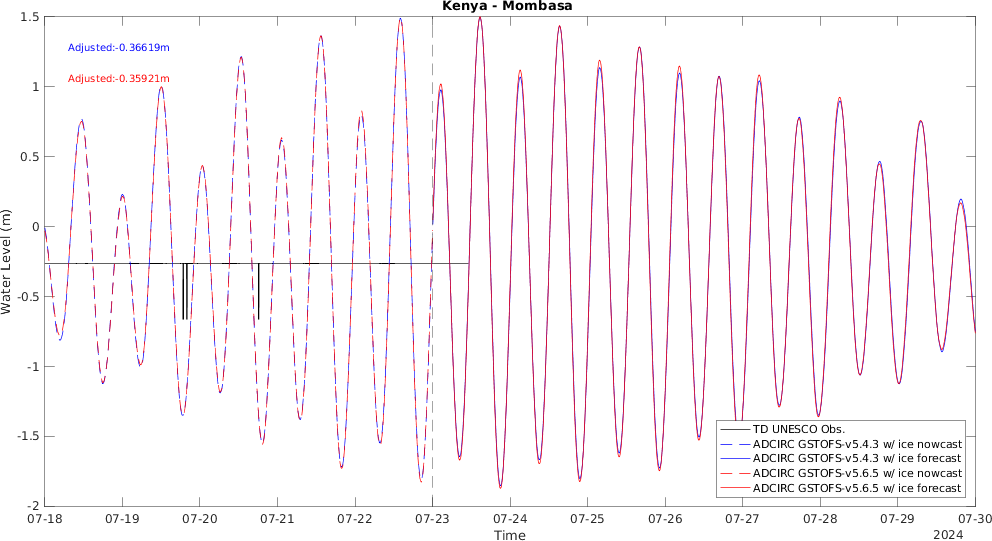 Kenya - Mombasa
Adjusted:-0.36619m
Adjusted:-0.35921m
1.5
1
0.5
0
-0.5
-1
-1.5
-2
Water Level (m)
TD UNESCO Obs.
ADCIRC GSTOFS-v5.4.3 w/ ice nowcast
ADCIRC GSTOFS-v5.4.3 w/ ice forecast
ADCIRC GSTOFS-v5.6.5 w/ ice nowcast
ADCIRC GSTOFS-v5.6.5 w/ ice forecast
07-18 07-19 07-20 07-21 07-22 07-23 07-24 07-25 07-26 07-27 07-28 07-29 07-30
Time
2024